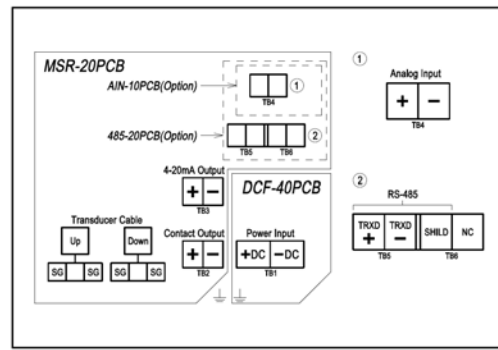 MSR-20PCB
AIN-10PCB(Option)
1
TB4
485-20PCB(Option)
2
TB5 TB6
4-20mA Output
+ −
TB3
DCF-40PCB
Transducer Cable
Up Down
SG SG SG SG
Contact Output
+ −
TB2
Power Input
+DC −DC
TB1
1
Analog Input
+ −
TB4
2
RS-485
TRXD + TRXD − SHILD NC
TB5 TB6